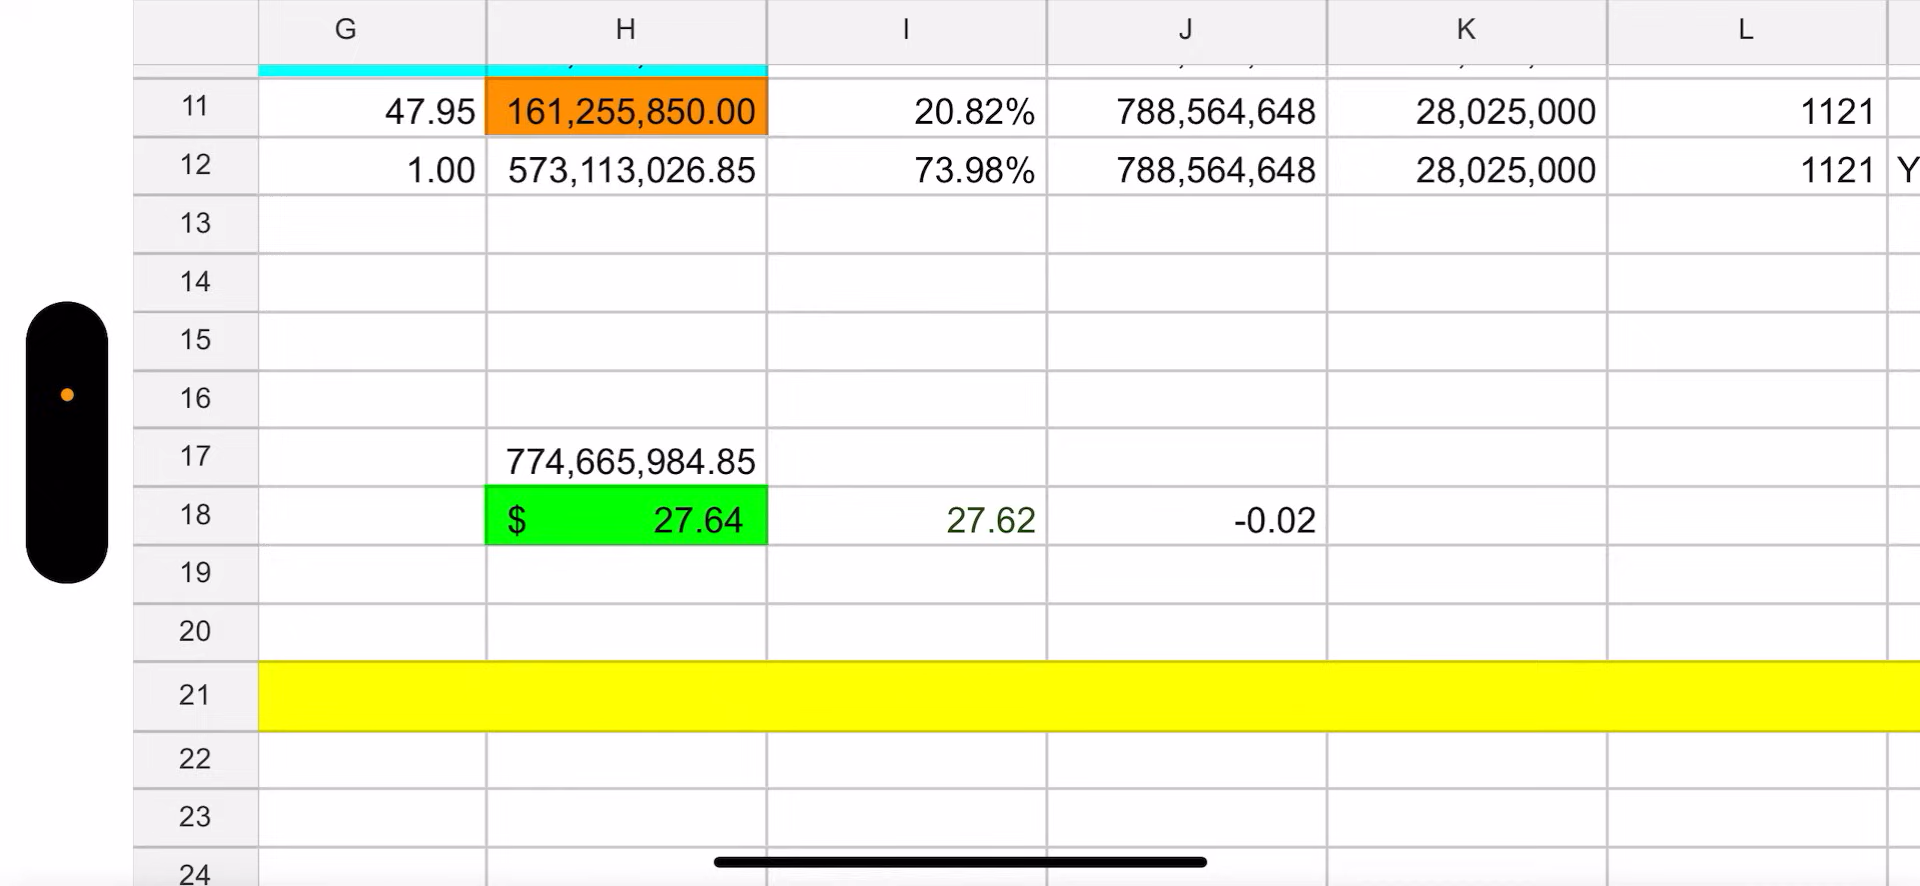 G H I J K L
11 47.95 161,255,850.00 20.82% 788,564,648 28,025,000 1121
12 1.00 573,113,026.85 73.98% 788,564,648 28,025,000 1121 Y
13
14
15
16
17 774,665,984.85
18 $ 27.64 27.62 -0.02
19
20
21
22
23
24